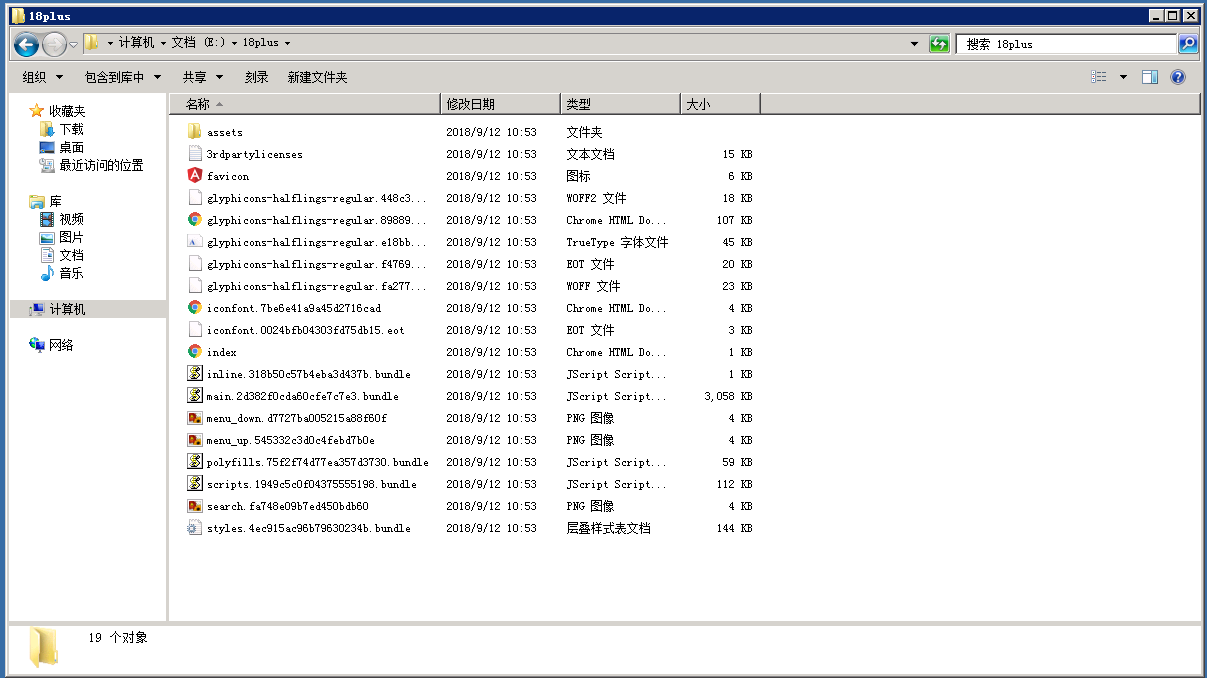 18plus
计算机 文档 (E:) 18plus
搜索 18plus
组织 包含到库中 共享 刻录 新建文件夹
收藏夹
下载
桌面
最近访问的位置
库
视频
图片
文档
音乐
计算机
网络
名称 修改日期 类型 大小
assets 2018/9/12 10:53 文件夹
3rdpartylicenses 2018/9/12 10:53 文本文档 15 KB
favicon 2018/9/12 10:53 图标 6 KB
glyphicons-halflings-regular.448c3... 2018/9/12 10:53 WOFF2 文件 18 KB
glyphicons-halflings-regular.89889... 2018/9/12 10:53 Chrome HTML Do... 107 KB
glyphicons-halflings-regular.e18bb... 2018/9/12 10:53 TrueType 字体文件 45 KB
glyphicons-halflings-regular.f4769... 2018/9/12 10:53 EOT 文件 20 KB
glyphicons-halflings-regular.fa277... 2018/9/12 10:53 WOFF 文件 23 KB
iconfont.7be6e41a9a45d2716cad 2018/9/12 10:53 Chrome HTML Do... 4 KB
iconfont.0024bfb04303fd75db15.eot 2018/9/12 10:53 EOT 文件 3 KB
index 2018/9/12 10:53 Chrome HTML Do... 1 KB
inline.318b50c57b4eba3d437b.bundle 2018/9/12 10:53 JScript Script... 1 KB
main.2d382f0cda60cfe7c7e3.bundle 2018/9/12 10:53 JScript Script... 3,058 KB
menu_down.d7727ba005215a88f60f 2018/9/12 10:53 PNG 图像 4 KB
menu_up.545332c3d0c4febd7b0e 2018/9/12 10:53 PNG 图像 4 KB
polyfills.75f2f74d77ea357d3730.bundle 2018/9/12 10:53 JScript Script... 59 KB
scripts.1949c5c0f04375555198.bundle 2018/9/12 10:53 JScript Script... 112 KB
search.fa748e09b7ed450bdb60 2018/9/12 10:53 PNG 图像 4 KB
styles.4ec915ac96b79630234b.bundle 2018/9/12 10:53 层叠样式表文档 144 KB
19 个对象